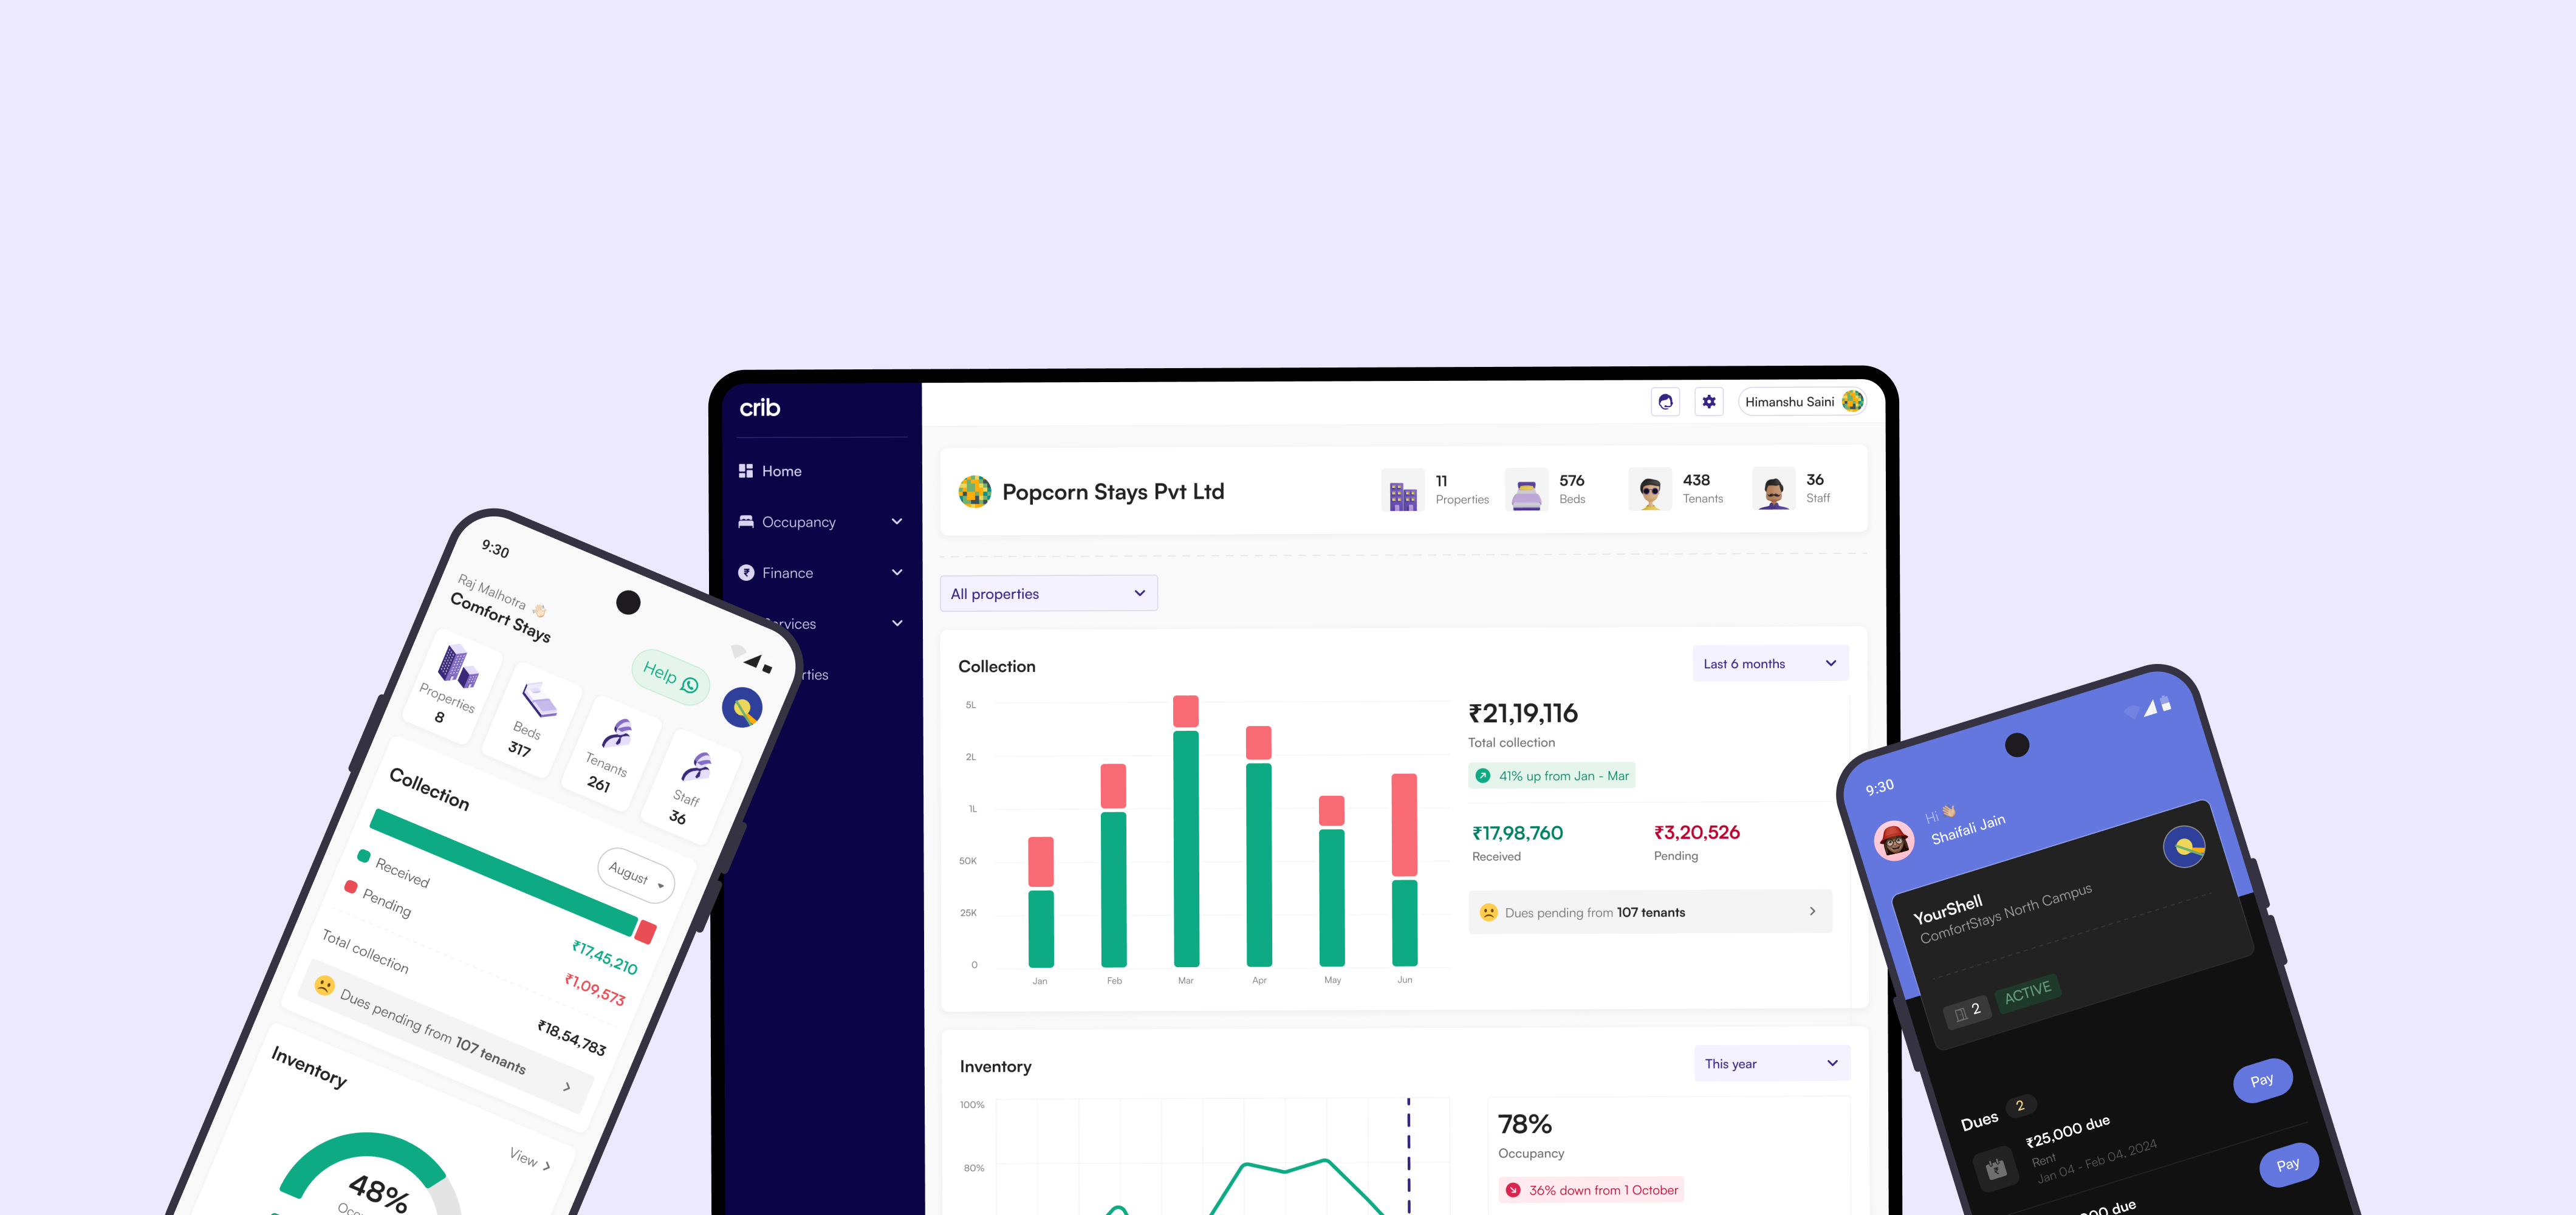 9:30
Raj Malhotra 👋🏻
Comfort Stays
Help
Properties
8
Beds
317
Tenants
261
Staff
36
Collection
August
Received
₹17,45,210
Pending
₹1,09,573
Total collection
₹18,54,783
Dues pending from 107 tenants
Inventory
View
48%
crib
Home
Occupancy
Finance
Himanshu Saini
Popcorn Stays Pvt Ltd
11
Properties
576
Beds
438
Tenants
36
Staff
All properties
Collection
Last 6 months
5L
2L
1L
50K
25K
0
Jan
Feb
Mar
Apr
May
Jun
₹21,19,116
Total collection
41% up from Jan - Mar
₹17,98,760
Received
₹3,20,526
Pending
Dues pending from 107 tenants
Inventory
This year
100%
80%
78%
Occupancy
36% down from 1 October
9:30
Hi 👋🏼
Shaifali Jain
YourShell
ComfortStays North Campus
2
ACTIVE
Dues 2
₹25,000 due
Rent
Jan 04 - Feb 04, 2024
Pay
due
Pay